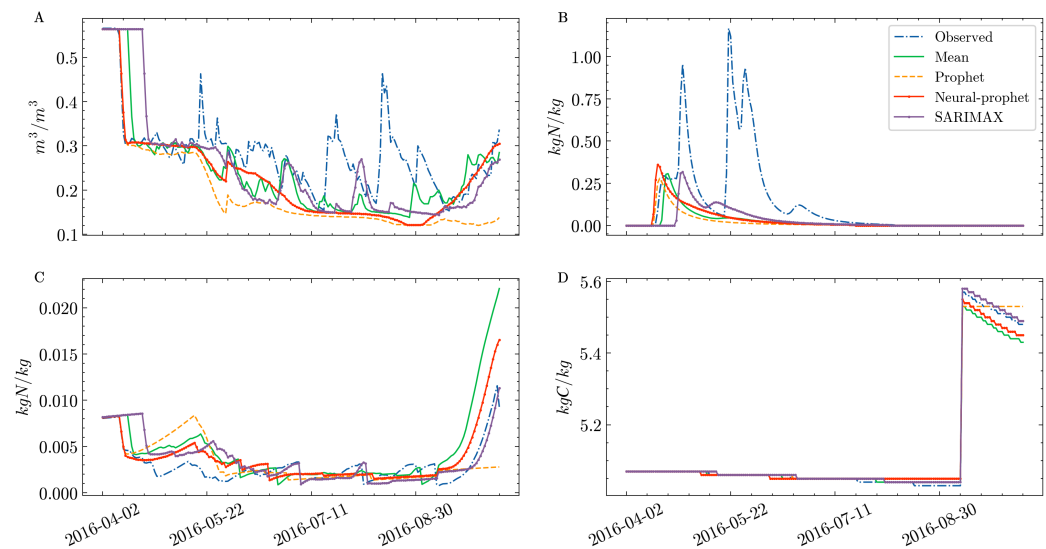 A
B
0.5
0.4
0.3
0.2
0.1
m³/m³
1.00
0.75
0.50
0.25
0.00
kgN/kg
Observed
Mean
Prophet
Neural-prophet
SARIMAX
C
D
0.020
0.015
0.010
0.005
0.000
kgN/kg
5.6
5.4
5.2
kgC/kg
2016-04-02
2016-05-22
2016-07-11
2016-08-30
2016-04-02
2016-05-22
2016-07-11
2016-08-30